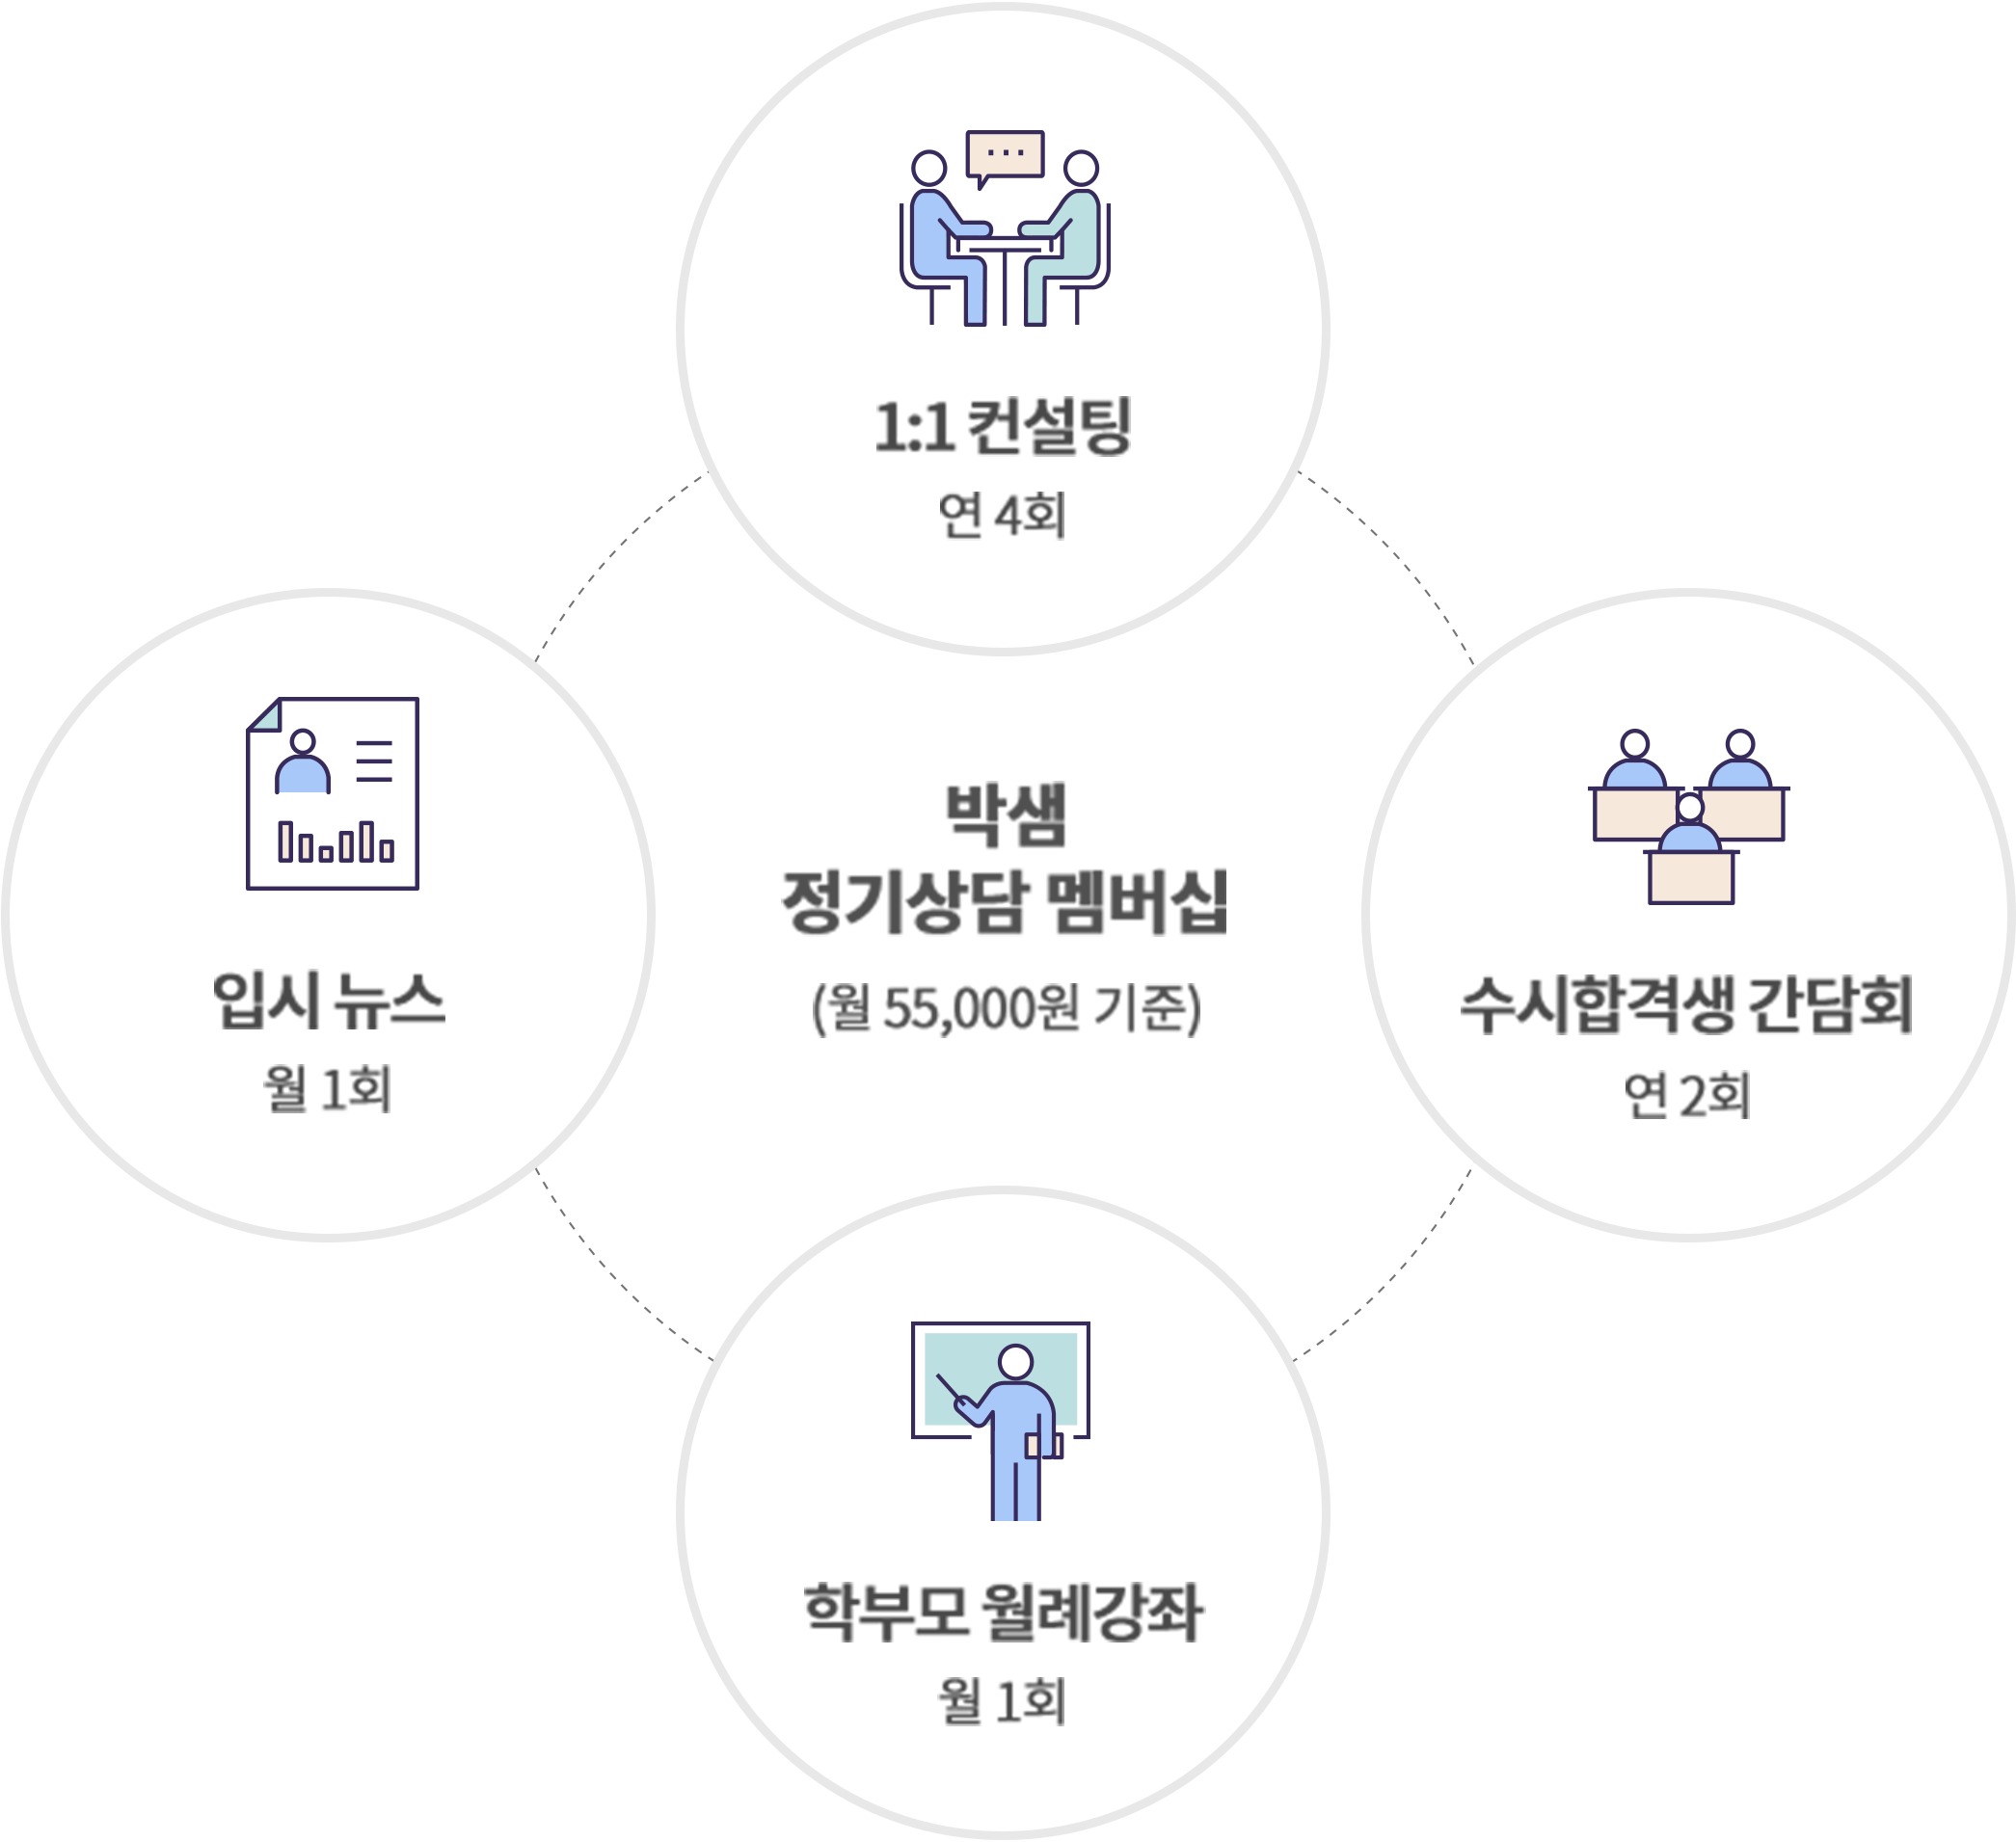 1:1 컨설팅
연 4회
박샘
정기상담 멤버십
(월 55,000원 기준)
입시 뉴스
월 1회
수시합격생 간담회
연 2회
학부모 월례강좌
월 1회